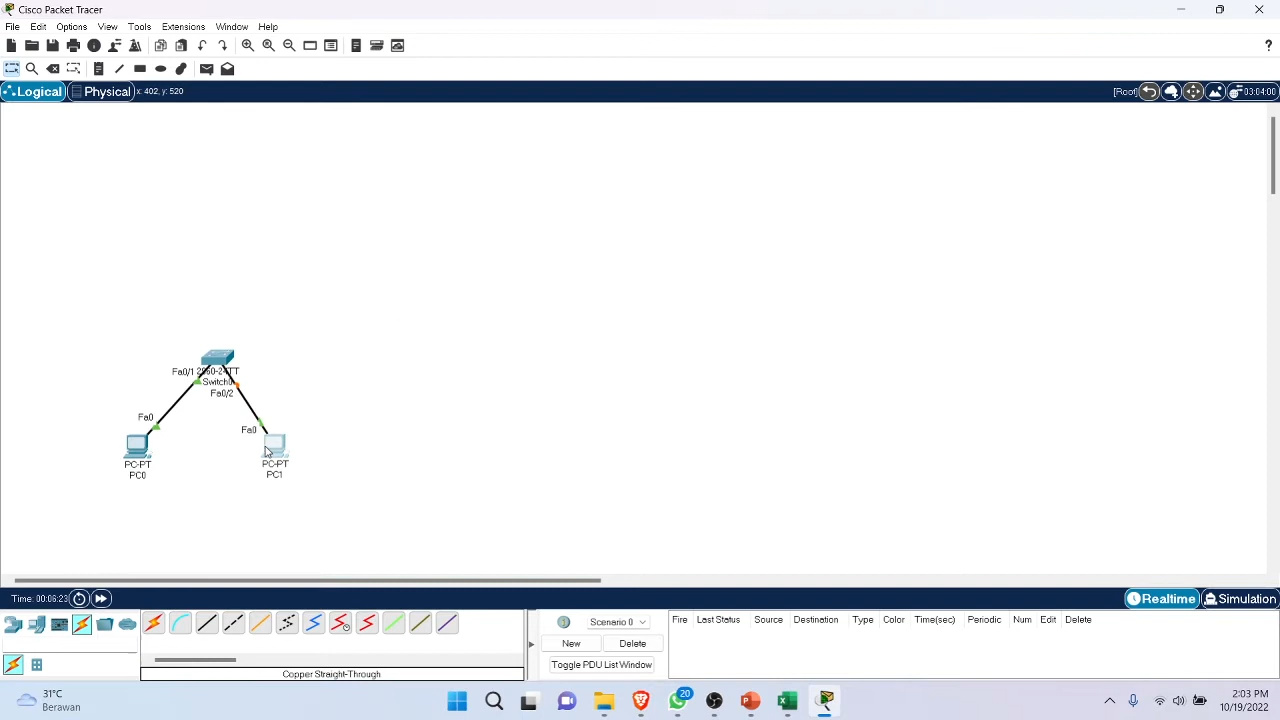 Cisco Packet Tracer
File Edit Options View Tools Extensions Window Help
?
Logical Physical x: 402, y: 520 [Root] 03:04:00
Fa0/1 2960-24TT
Switch0
Fa0/2
Fa0
Fa0
PC-PT
PC0
PC-PT
PC1
Time: 00:06:23 Realtime Simulation
Scenario 0
New Delete
Toggle PDU List Window
Fire Last Status Source Destination Type Color Time(sec) Periodic Num Edit Delete
Copper Straight-Through
31°C
Berawan
20
2:03 PM
10/19/2022